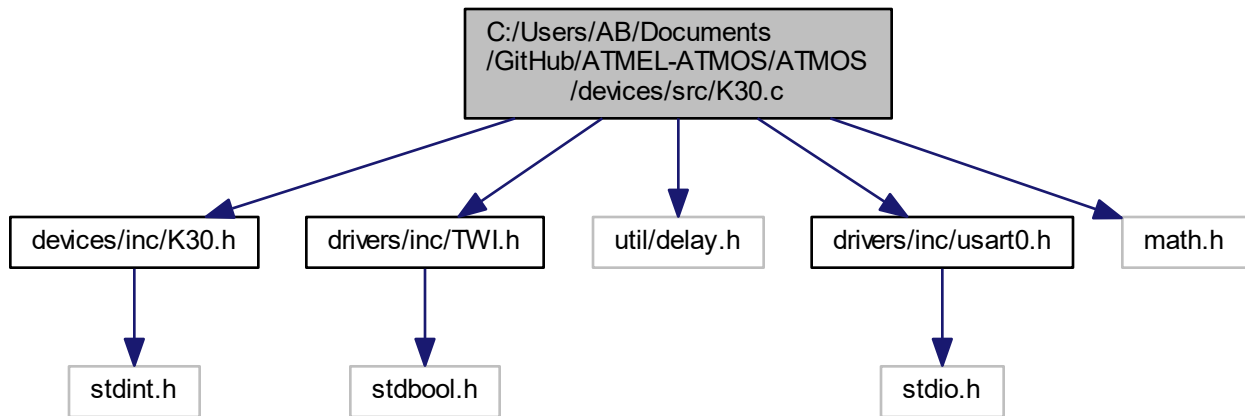 C:/Users/AB/Documents
/GitHub/ATMEL-ATMOS/ATMOS
/devices/src/K30.c
devices/inc/K30.h
drivers/inc/TWI.h
util/delay.h
drivers/inc/usart0.h
math.h
stdint.h
stdbool.h
stdio.h